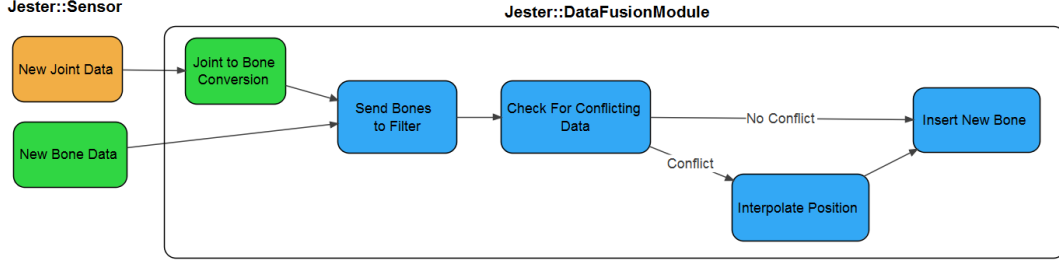 Jester::Sensor
Jester::DataFusionModule
New Joint Data
Joint to Bone
Conversion
New Bone Data
Send Bones
to Filter
Check For Conflicting
Data
No Conflict
Conflict
Insert New Bone
Interpolate Position